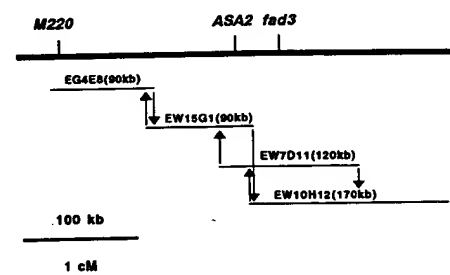 M220 ASA2 fad3
EG4E8(90kb)
EW15G1(90kb)
EW7D11(120kb)
EW10H12(170kb)
100 kb
1 cM